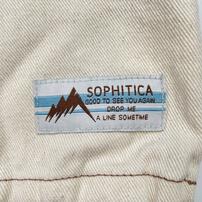 SOPHITICA
GOOD TO SEE YOU AGAIN
DROP ME
A LINE SOMETIME